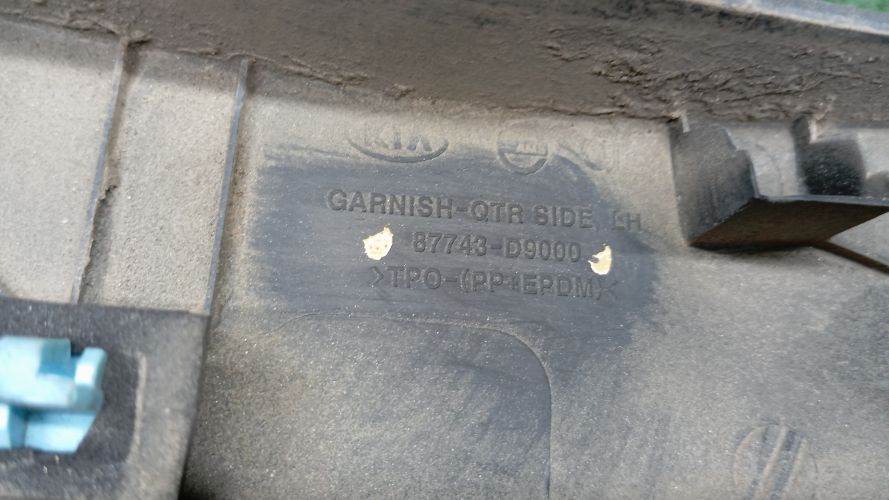 KIA
GARNISH-QTR SIDE, LH
87743-D9000
>TPO-(PP+EPDM)<